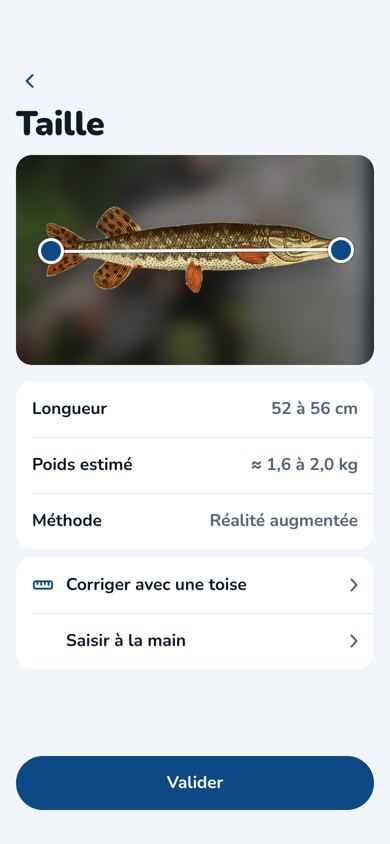 Taille
Longueur
52 à 56 cm
Poids estimé
≈ 1,6 à 2,0 kg
Méthode
Réalité augmentée
Corriger avec une toise
Saisir à la main
Valider